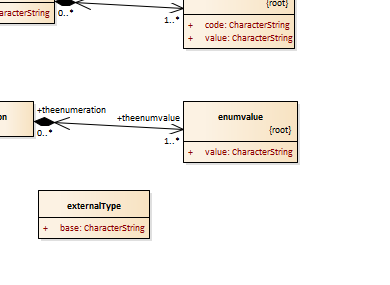 {root}
aracterString
0..*
1..*
+ code: CharacterString
+ value: CharacterString
on
+theenumeration
0..*
+theenumvalue
1..*
enumvalue
{root}
+ value: CharacterString
externalType
+ base: CharacterString